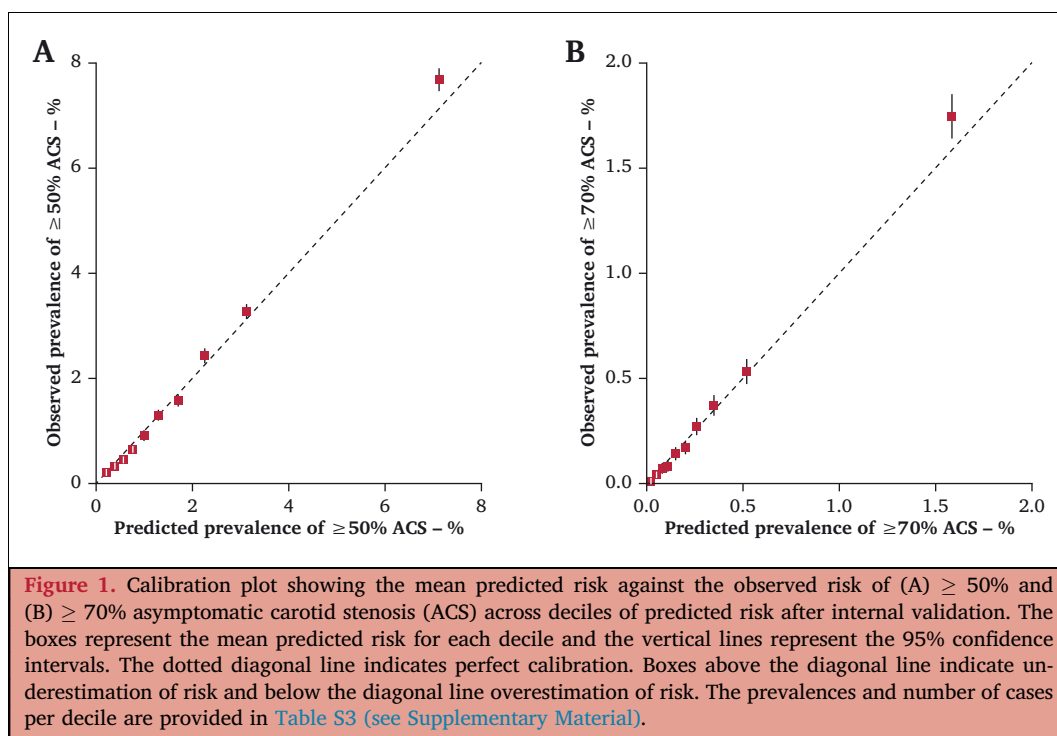 A
B
8
6
4
2
0
Observed prevalence of ≥50% ACS – %
0 2 4 6 8
Predicted prevalence of ≥50% ACS – %
2.0
1.5
1.0
0.5
0.0
Observed prevalence of ≥70% ACS – %
0.0 0.5 1.0 1.5 2.0
Predicted prevalence of ≥70% ACS – %
Figure 1. Calibration plot showing the mean predicted risk against the observed risk of (A) ≥ 50% and
(B) ≥ 70% asymptomatic carotid stenosis (ACS) across deciles of predicted risk after internal validation. The
boxes represent the mean predicted risk for each decile and the vertical lines represent the 95% confidence
intervals. The dotted diagonal line indicates perfect calibration. Boxes above the diagonal line indicate un-
derestimation of risk and below the diagonal line overestimation of risk. The prevalences and number of cases
per decile are provided in Table S3 (see Supplementary Material).